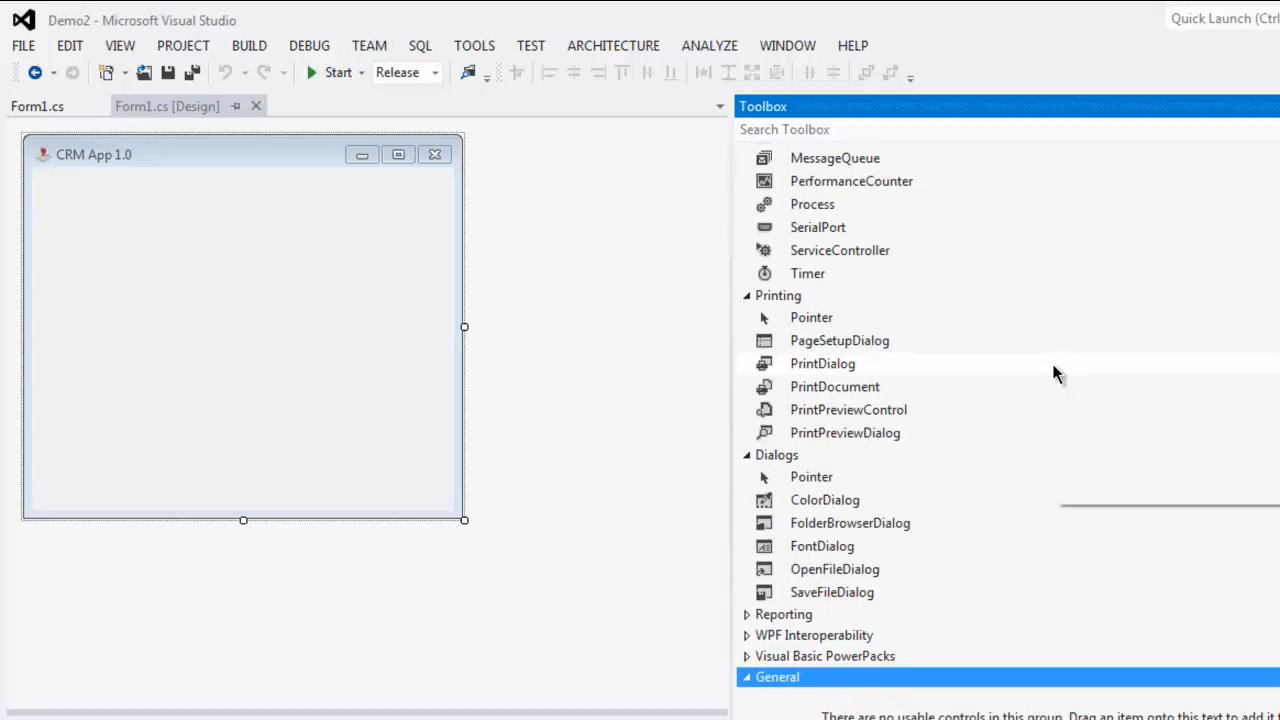 Demo2 - Microsoft Visual Studio
Quick Launch (Ctr
FILE EDIT VIEW PROJECT BUILD DEBUG TEAM SQL TOOLS TEST ARCHITECTURE ANALYZE WINDOW HELP
Start Release
Form1.cs Form1.cs [Design]
CRM App 1.0
Toolbox
Search Toolbox
MessageQueue
PerformanceCounter
Process
SerialPort
ServiceController
Timer
Printing
Pointer
PageSetupDialog
PrintDialog
PrintDocument
PrintPreviewControl
PrintPreviewDialog
Dialogs
Pointer
ColorDialog
FolderBrowserDialog
FontDialog
OpenFileDialog
SaveFileDialog
Reporting
WPF Interoperability
Visual Basic PowerPacks
General
There are no usable controls in this group. Drag an item onto this text to add it t